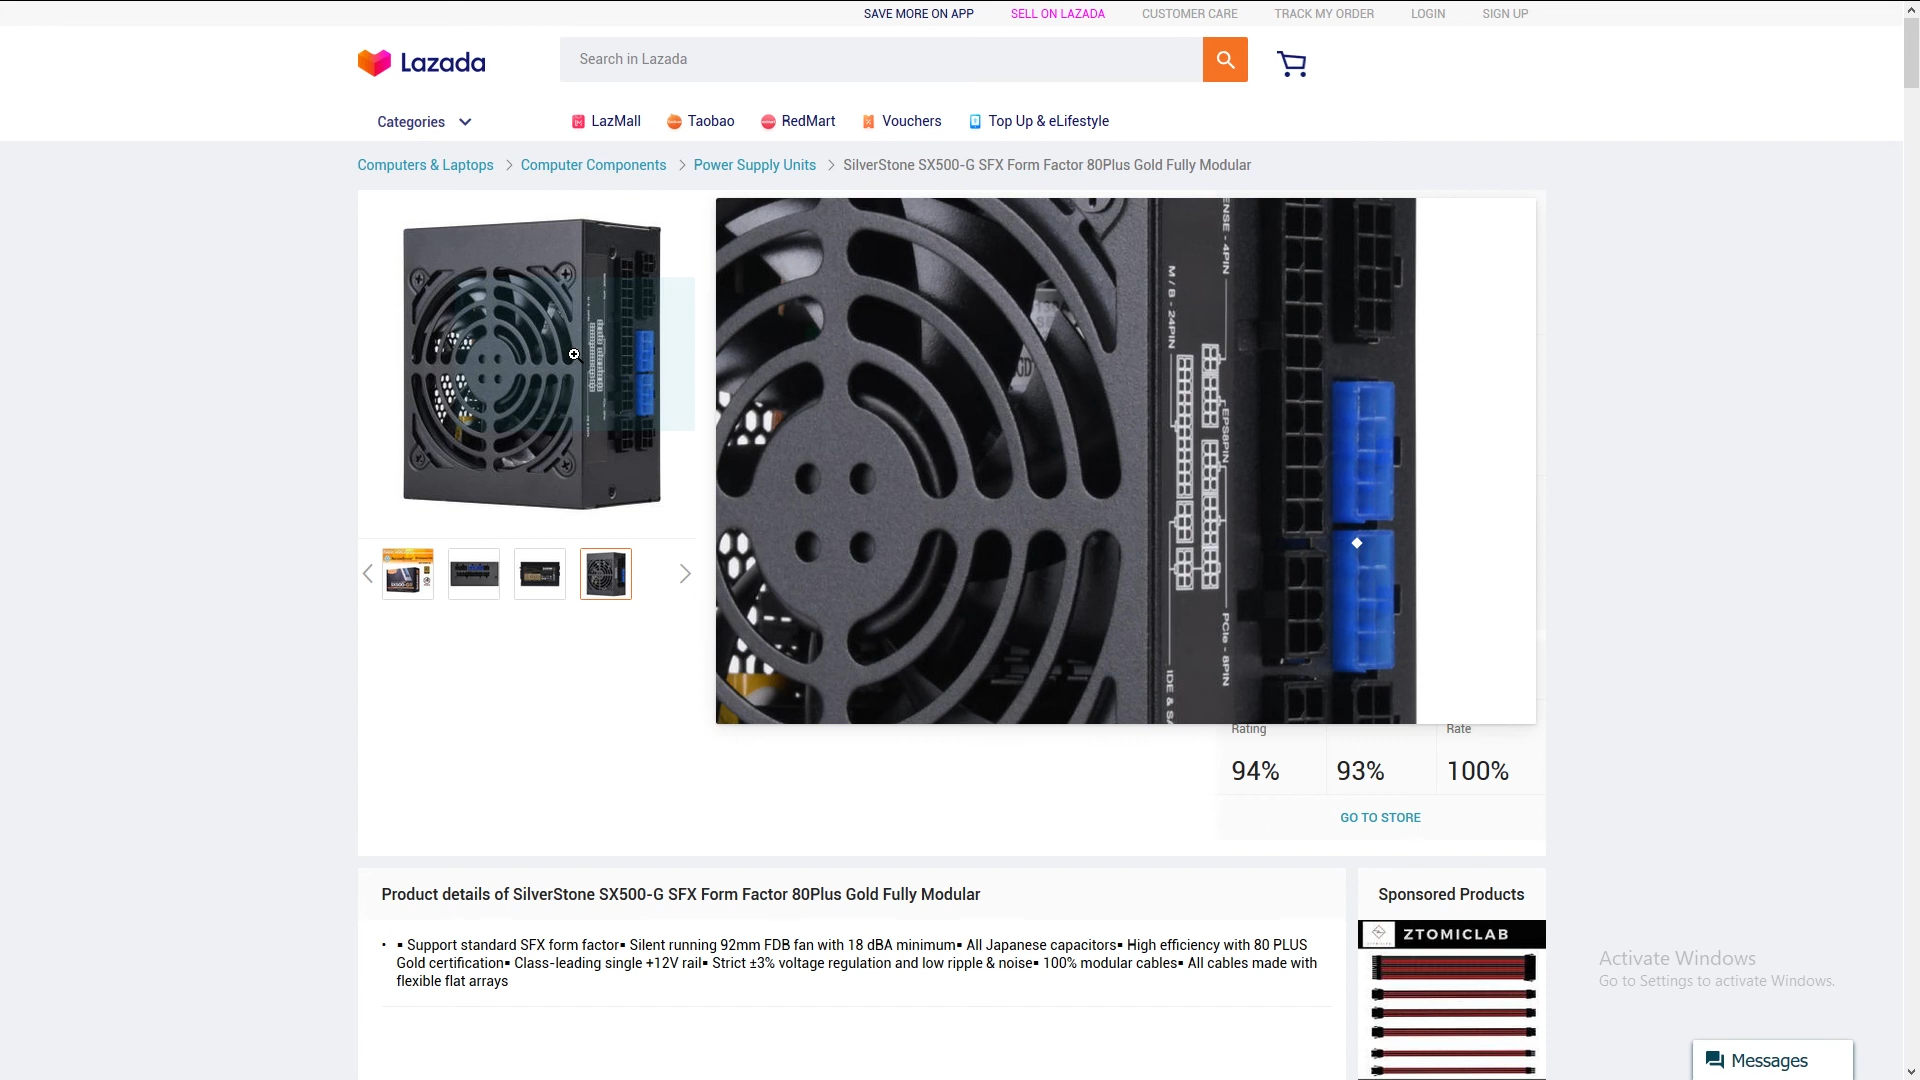 SAVE MORE ON APP
SELL ON LAZADA
CUSTOMER CARE
TRACK MY ORDER
LOGIN
SIGN UP
Lazada
Search in Lazada
Categories
LazMall
Taobao
RedMart
Vouchers
Top Up & eLifestyle
Computers & Laptops
Computer Components
Power Supply Units
SilverStone SX500-G SFX Form Factor 80Plus Gold Fully Modular
ENSE - 4PIN
M / B - 24PIN
EPS8PIN
PCIe - 8PIN
IDE & SA
Rating
Rate
94%
93%
100%
GO TO STORE
Product details of SilverStone SX500-G SFX Form Factor 80Plus Gold Fully Modular
• ▪ Support standard SFX form factor▪ Silent running 92mm FDB fan with 18 dBA minimum▪ All Japanese capacitors▪ High efficiency with 80 PLUS
Gold certification▪ Class-leading single +12V rail▪ Strict ±3% voltage regulation and low ripple & noise▪ 100% modular cables▪ All cables made with
flexible flat arrays
Sponsored Products
ZTOMICLAB
Activate Windows
Go to Settings to activate Windows.
Messages